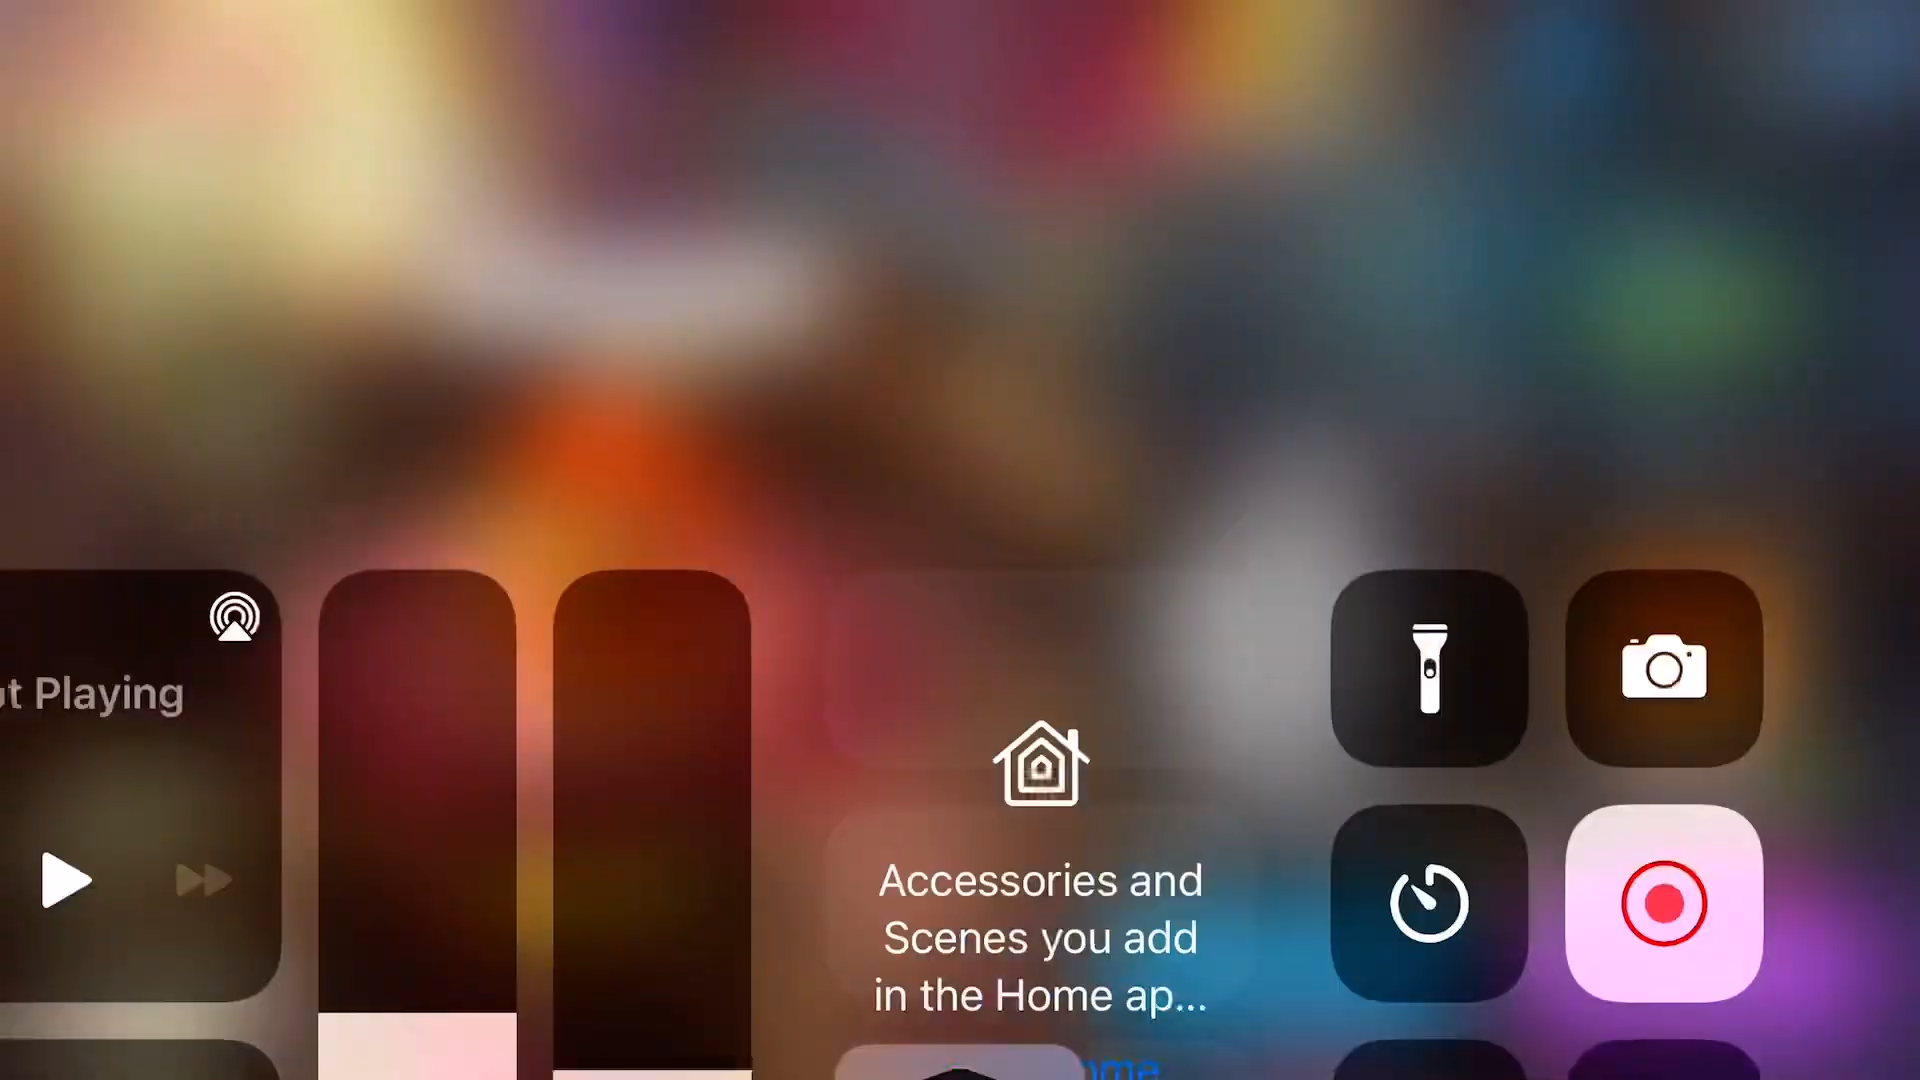 t Playing
Accessories and
Scenes you add
in the Home ap...